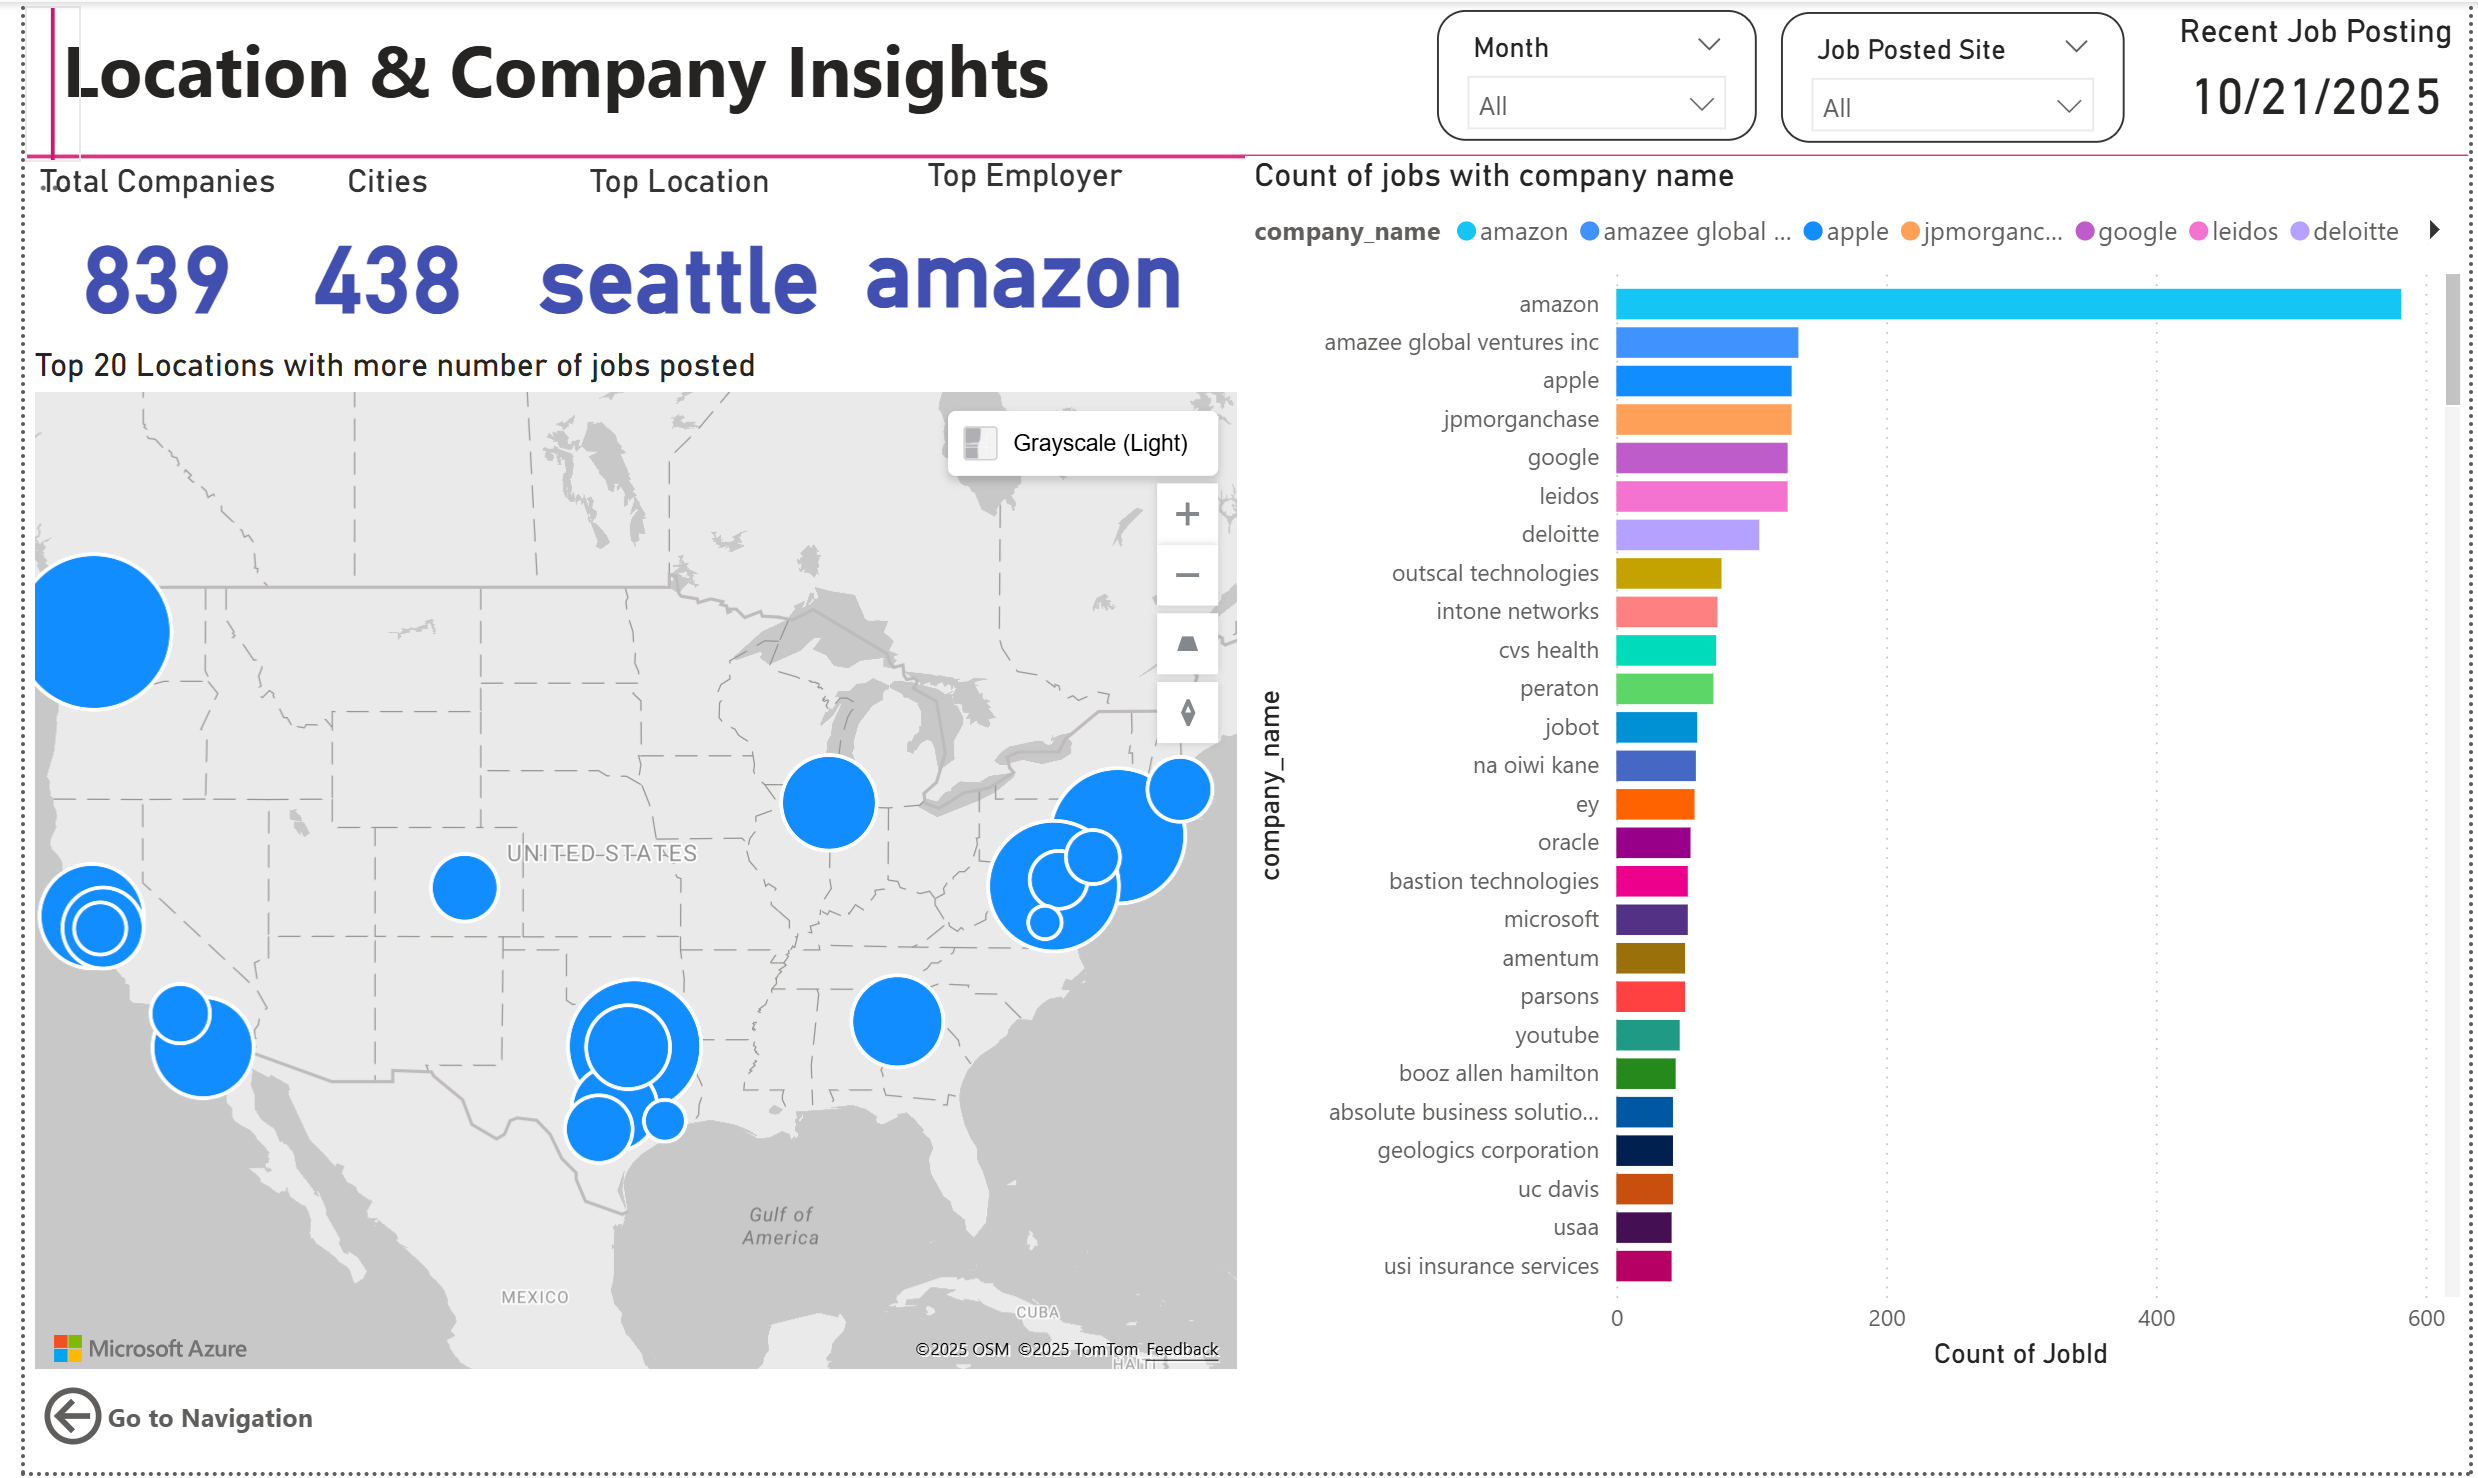 Location & Company Insights
Month
All
Job Posted Site
All
Recent Job Posting
10/21/2025
Total Companies
839
Cities
438
Top Location
seattle
Top Employer
amazon
Top 20 Locations with more number of jobs posted
Grayscale (Light)
UNITED STATES
Gulf of
America
MEXICO
CUBA
HAITI
Microsoft Azure
©2025 OSM ©2025 TomTom Feedback
Go to Navigation
Count of jobs with company name
company_name amazon amazee global ... apple jpmorganc... google leidos deloitte
company_name
amazon
amazee global ventures inc
apple
jpmorganchase
google
leidos
deloitte
outscal technologies
intone networks
cvs health
peraton
jobot
na oiwi kane
ey
oracle
bastion technologies
microsoft
amentum
parsons
youtube
booz allen hamilton
absolute business solutio...
geologics corporation
uc davis
usaa
usi insurance services
0 200 400 600
Count of JobId